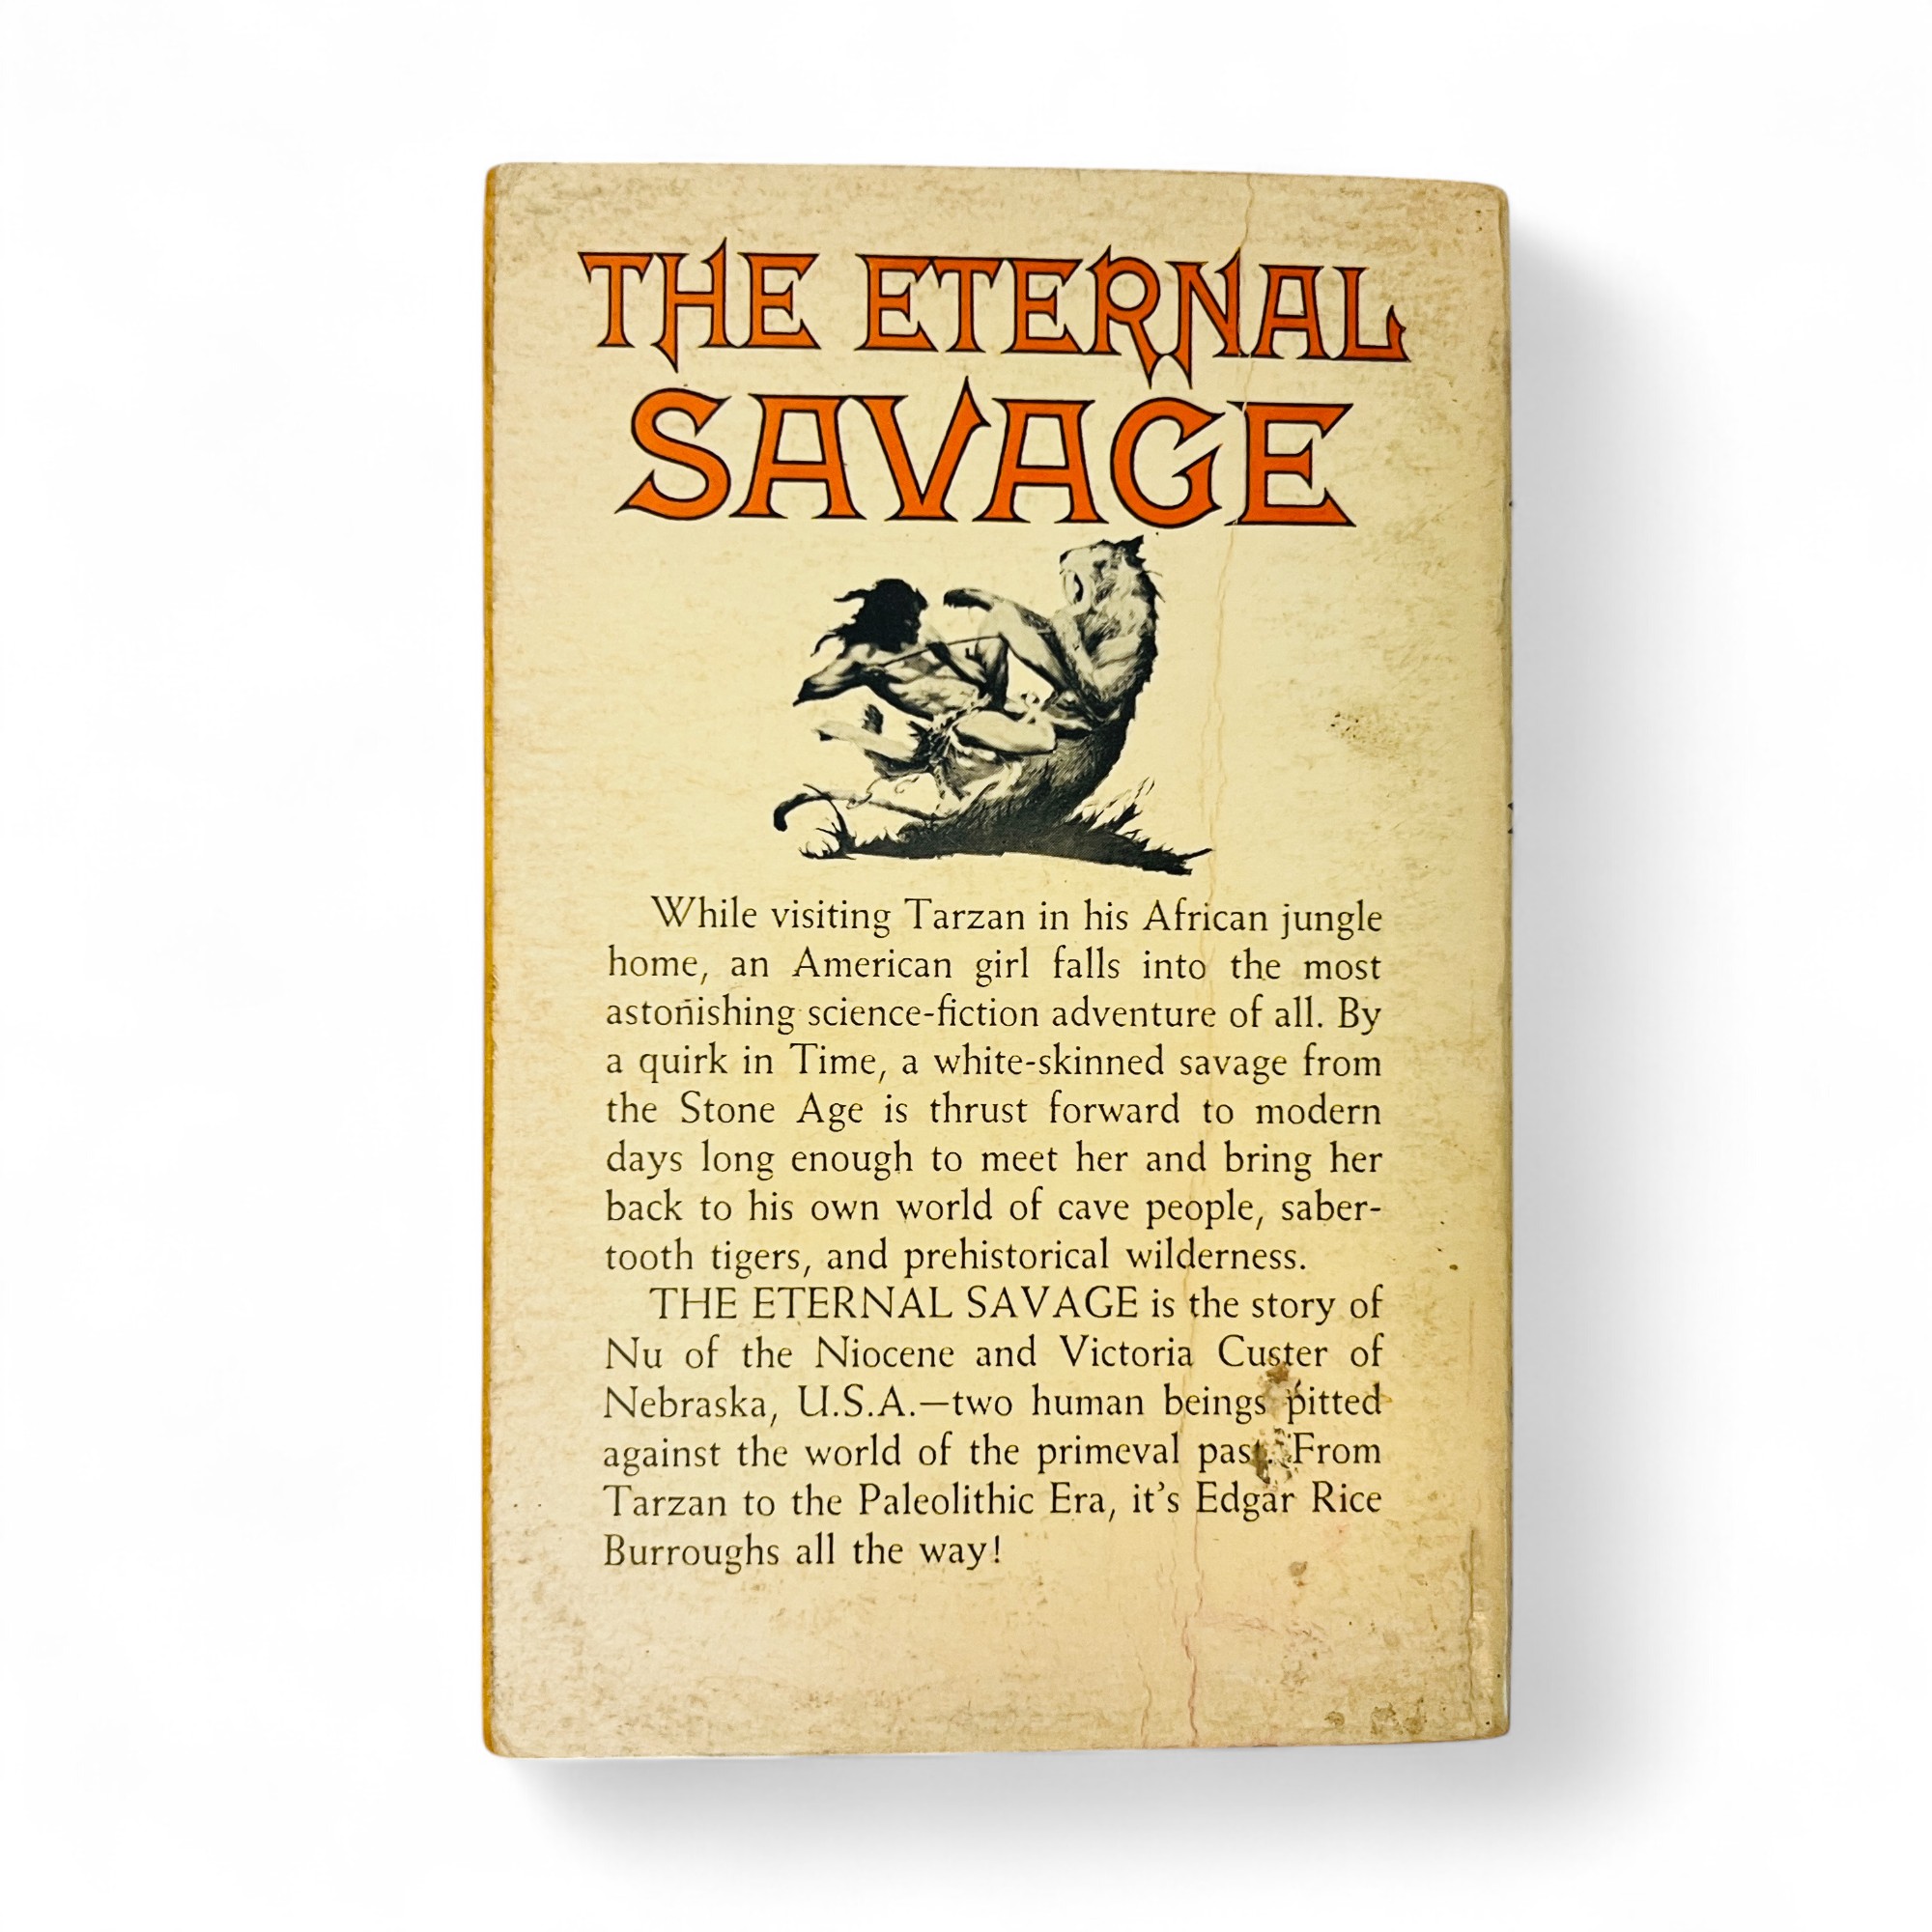 THE ETERNAL
SAVAGE
While visiting Tarzan in his African jungle
home, an American girl falls into the most
astonishing science-fiction adventure of all. By
a quirk in Time, a white-skinned savage from
the Stone Age is thrust forward to modern
days long enough to meet her and bring her
back to his own world of cave people, saber-
tooth tigers, and prehistorical wilderness.
THE ETERNAL SAVAGE is the story of
Nu of the Niocene and Victoria Custer of
Nebraska, U.S.A.—two human beings pitted
against the world of the primeval past. From
Tarzan to the Paleolithic Era, it's Edgar Rice
Burroughs all the way!